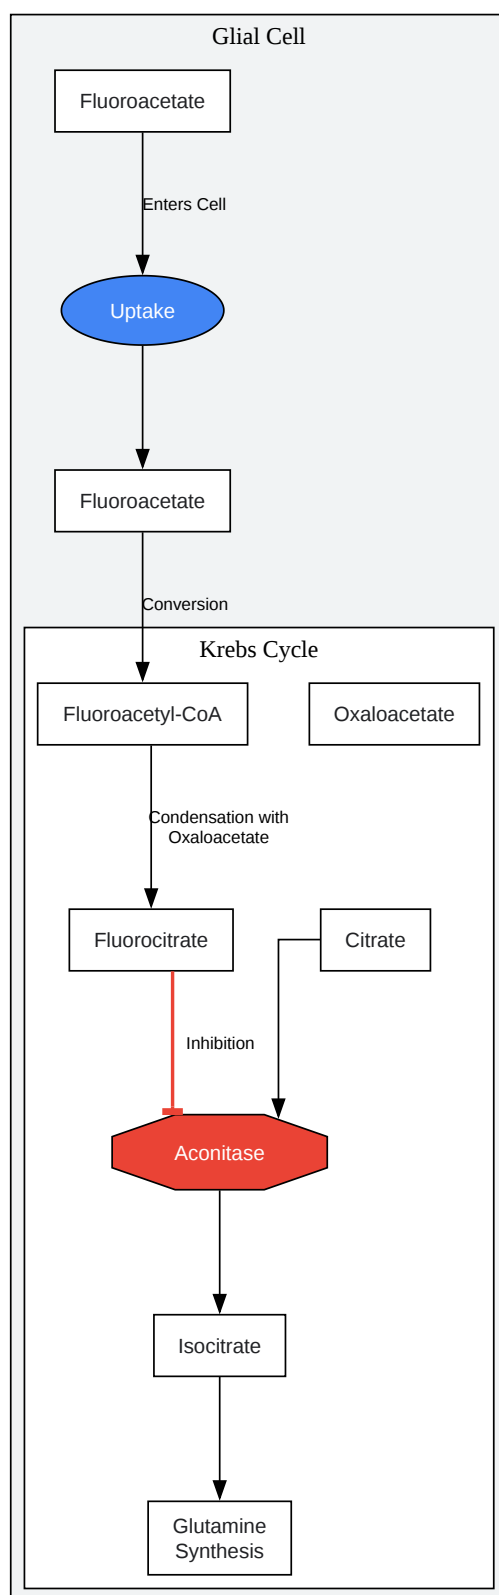 Glial Cell
Fluoroacetate
Enters Cell
Uptake
Fluoroacetate
Conversion
Krebs Cycle
Fluoroacetyl-CoA
Oxaloacetate
Condensation with
Oxaloacetate
Fluorocitrate
Citrate
Inhibition
Aconitase
Isocitrate
Glutamine
Synthesis